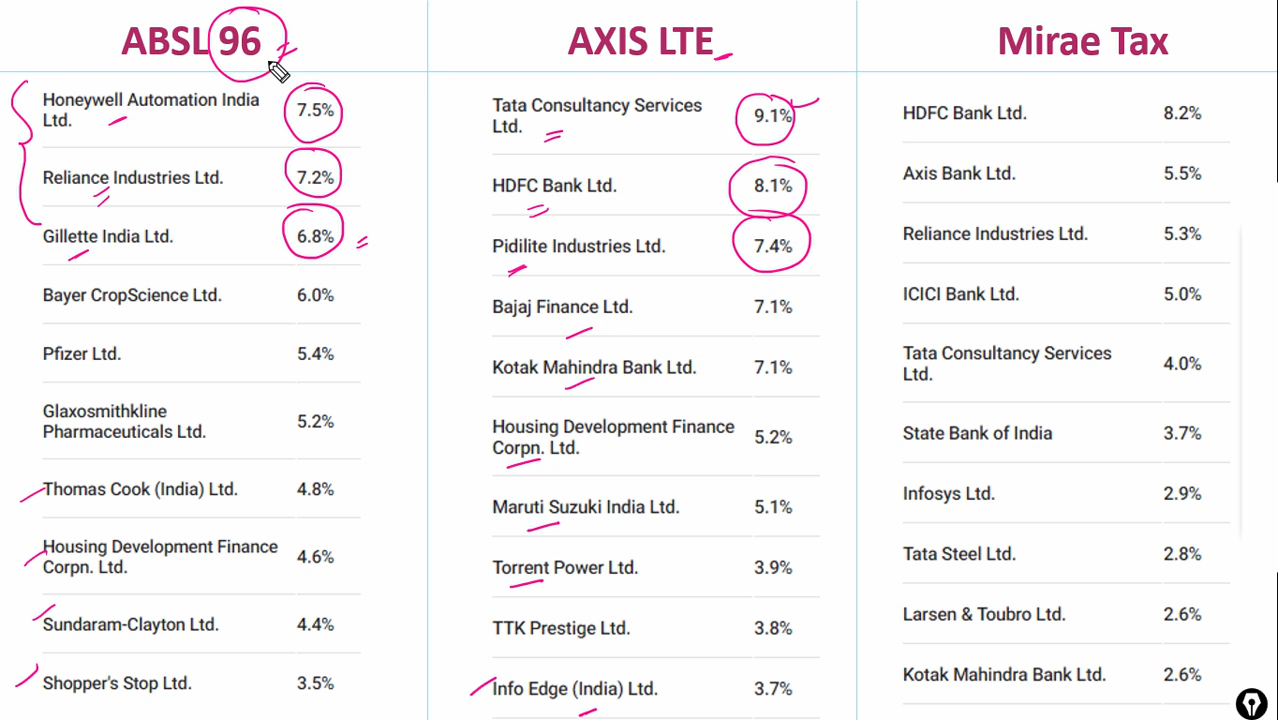 ABSL 96
Honeywell Automation India
Ltd.
7.5%
Reliance Industries Ltd.
7.2%
Gillette India Ltd.
6.8%
Bayer CropScience Ltd.
6.0%
Pfizer Ltd.
5.4%
Glaxosmithkline
Pharmaceuticals Ltd.
5.2%
Thomas Cook (India) Ltd.
4.8%
Housing Development Finance
Corpn. Ltd.
4.6%
Sundaram-Clayton Ltd.
4.4%
Shopper's Stop Ltd.
3.5%
AXIS LTE
Tata Consultancy Services
Ltd.
9.1%
HDFC Bank Ltd.
8.1%
Pidilite Industries Ltd.
7.4%
Bajaj Finance Ltd.
7.1%
Kotak Mahindra Bank Ltd.
7.1%
Housing Development Finance
Corpn. Ltd.
5.2%
Maruti Suzuki India Ltd.
5.1%
Torrent Power Ltd.
3.9%
TTK Prestige Ltd.
3.8%
Info Edge (India) Ltd.
3.7%
Mirae Tax
HDFC Bank Ltd.
8.2%
Axis Bank Ltd.
5.5%
Reliance Industries Ltd.
5.3%
ICICI Bank Ltd.
5.0%
Tata Consultancy Services
Ltd.
4.0%
State Bank of India
3.7%
Infosys Ltd.
2.9%
Tata Steel Ltd.
2.8%
Larsen & Toubro Ltd.
2.6%
Kotak Mahindra Bank Ltd.
2.6%